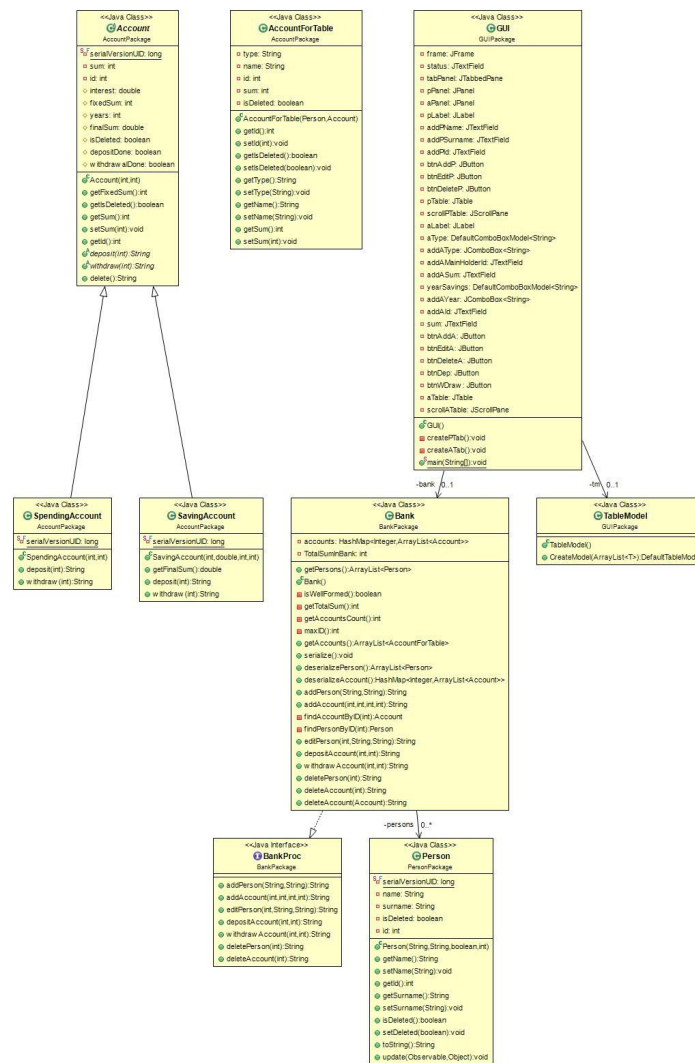 <<Java Class>>
Account
AccountPackage
serialVersionUID: long
sum: int
id: int
interest: double
fixedSum: int
years: int
finalSum: double
isDeleted: boolean
depositDone: boolean
withdrawalDone: boolean
Account(int,int)
getFixedSum():int
getIsDeleted():boolean
getSum():int
setSum(int):void
getId():int
deposit(int):String
withdraw(int):String
delete():String
<<Java Class>>
AccountForTable
AccountPackage
type: String
name: String
id: int
sum: int
isDeleted: boolean
AccountForTable(Person,Account)
getId():int
setId(int):void
getIsDeleted():boolean
setIsDeleted(boolean):void
getType():String
setType(String):void
getName():String
setName(String):void
getSum():int
setSum(int):void
<<Java Class>>
GUI
GUIPackage
frame: JFrame
status: JTextField
tabPanel: JTabbedPane
pPanel: JPanel
aPanel: JPanel
pLabel: JLabel
addPName: JTextField
addPSurname: JTextField
addPId: JTextField
btnAddP: JButton
btnEditP: JButton
btnDeleteP: JButton
pTable: JTable
scrollPTable: JScrollPane
aLabel: JLabel
aType: DefaultComboBoxModel<String>
addAType: JComboBox<String>
addAMainHolderId: JTextField
addASum: JTextField
yearSavings: DefaultComboBoxModel<String>
addAYear: JComboBox<String>
addAId: JTextField
sum: JTextField
btnAddA: JButton
btnEditA: JButton
btnDeleteA: JButton
btnDep: JButton
btnWDraw: JButton
aTable: JTable
scrollATable: JScrollPane
GUI()
createPTab():void
createATab():void
main(String[]):void
-bank 0..1
-tm 0..1
<<Java Class>>
SpendingAccount
AccountPackage
serialVersionUID: long
SpendingAccount(int,int)
deposit(int):String
withdraw(int):String
<<Java Class>>
SavingAccount
AccountPackage
serialVersionUID: long
SavingAccount(int,double,int,int)
getFinalSum():double
deposit(int):String
withdraw(int):String
<<Java Class>>
Bank
BankPackage
accounts: HashMap<Integer,ArrayList<Account>>
TotalSumInBank: int
getPersons():ArrayList<Person>
Bank()
isWellFormed():boolean
getTotalSum():int
getAccountsCount():int
maxID():int
getAccounts():ArrayList<AccountForTable>
serialize():void
deserializePerson():ArrayList<Person>
deserializeAccount():HashMap<Integer,ArrayList<Account>>
addPerson(String,String):String
addAccount(int,int,int,int):String
findAccountByID(int):Account
findPersonByID(int):Person
editPerson(int,String,String):String
depositAccount(int,int):String
withdrawAccount(int,int):String
deletePerson(int):String
deleteAccount(int):String
deleteAccount(Account):String
<<Java Class>>
TableModel
GUIPackage
TableModel()
CreateModel(ArrayList<T>):DefaultTableMod
-persons 0..*
<<Java Interface>>
BankProc
BankPackage
addPerson(String,String):String
addAccount(int,int,int,int):String
editPerson(int,String,String):String
depositAccount(int,int):String
withdrawAccount(int,int):String
deletePerson(int):String
deleteAccount(int):String
<<Java Class>>
Person
PersonPackage
serialVersionUID: long
name: String
surname: String
isDeleted: boolean
id: int
Person(String,String,boolean,int)
getName():String
setName(String):void
getId():int
getSurname():String
setSurname(String):void
isDeleted():boolean
setDeleted(boolean):void
toString():String
update(Observable,Object):void